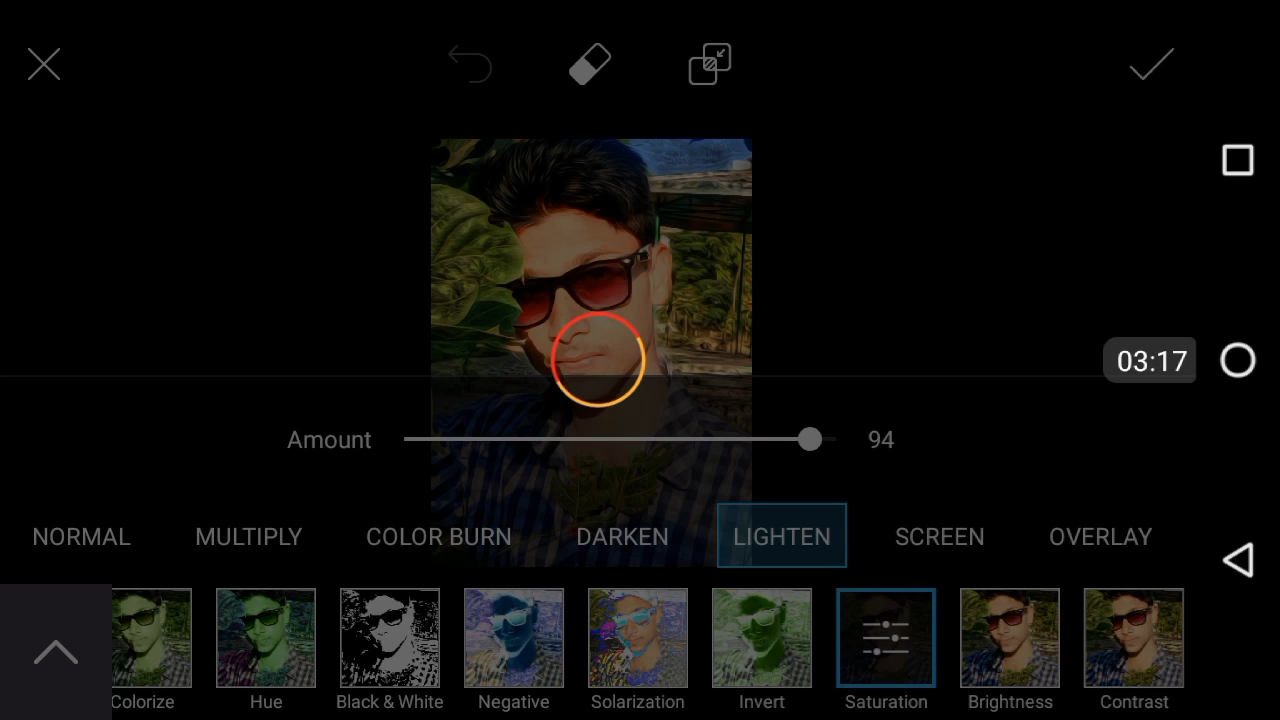 03:17
Amount 94
NORMAL MULTIPLY COLOR BURN DARKEN LIGHTEN SCREEN OVERLAY
Colorize Hue Black & White Negative Solarization Invert Saturation Brightness Contrast